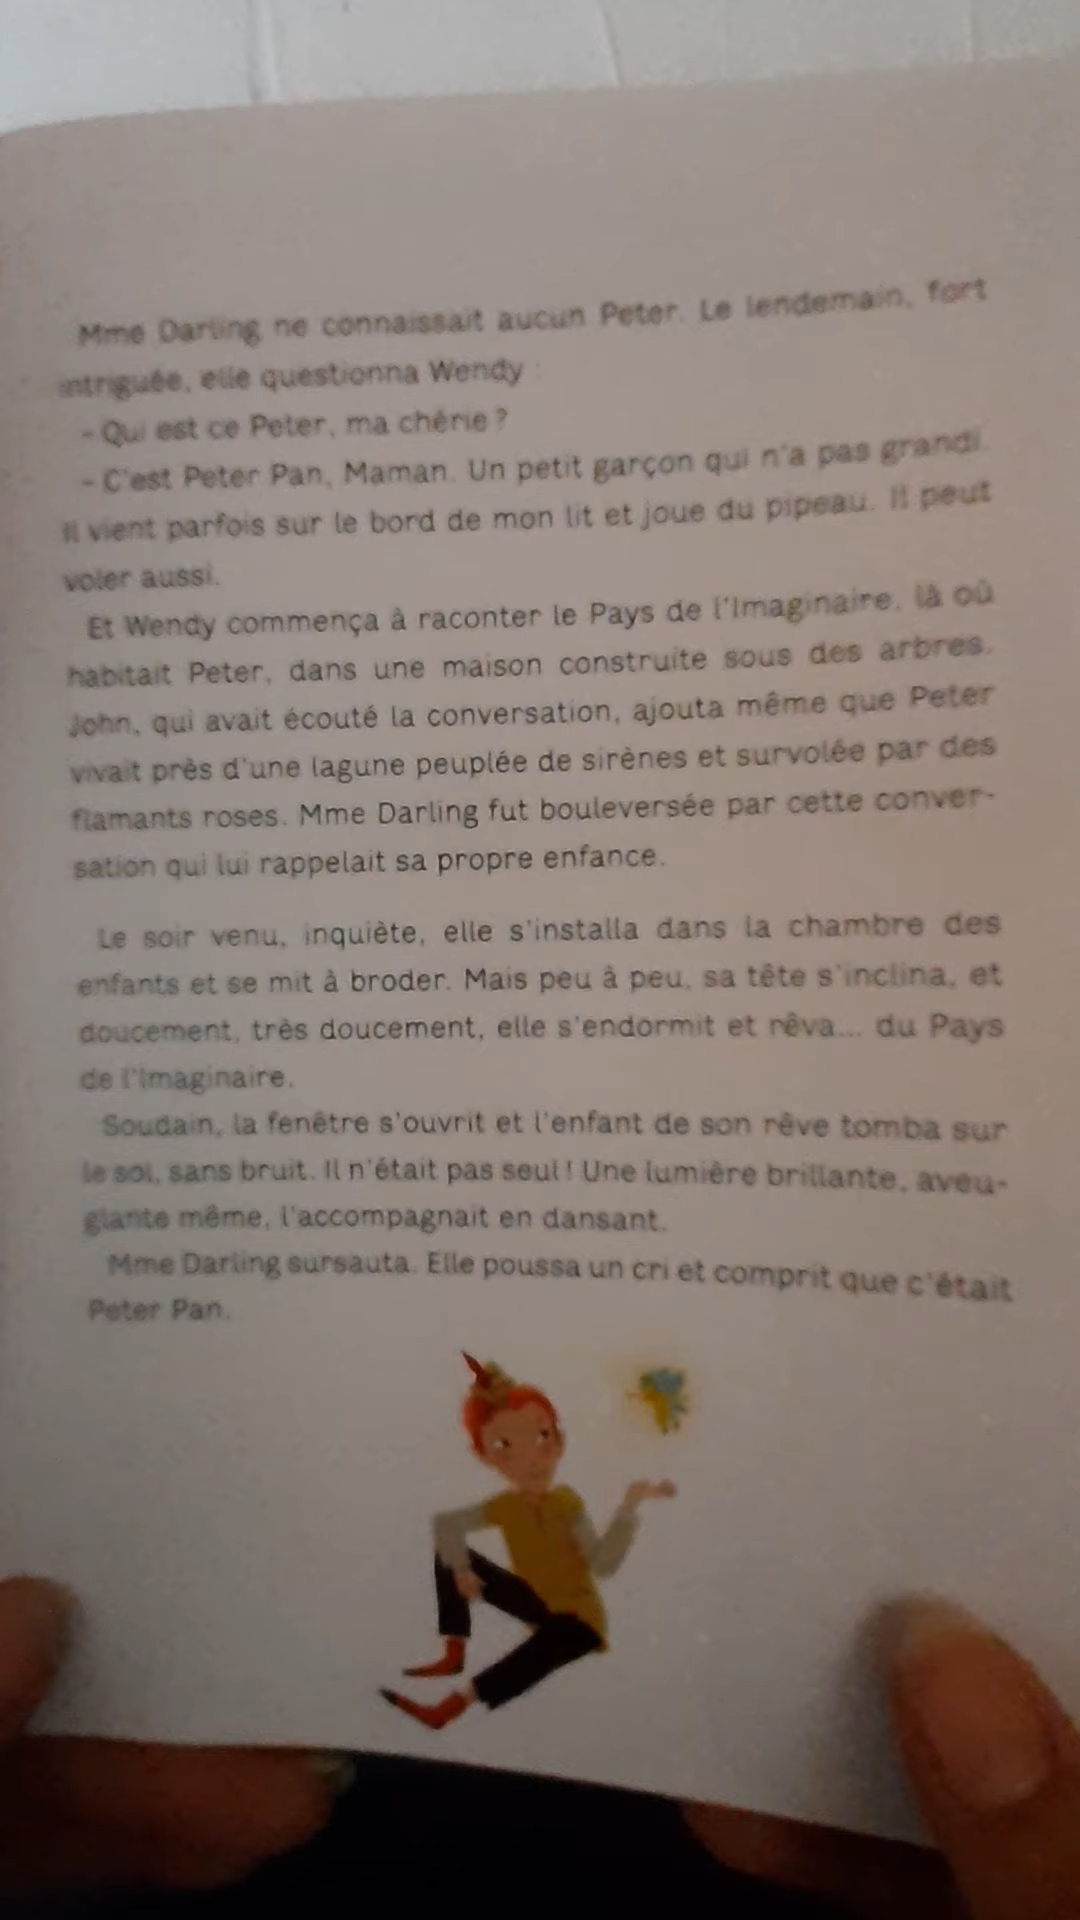 Mme Darling ne connaissait aucun Peter. Le lendemain, fort
intriguée, elle questionna Wendy :
– Qui est ce Peter, ma chérie ?
– C'est Peter Pan, Maman. Un petit garçon qui n'a pas grandi.
Il vient parfois sur le bord de mon lit et joue du pipeau. Il peut
voler aussi.
Et Wendy commença à raconter le Pays de l'Imaginaire, là où
habitait Peter, dans une maison construite sous des arbres.
John, qui avait écouté la conversation, ajouta même que Peter
vivait près d'une lagune peuplée de sirènes et survolée par des
flamants roses. Mme Darling fut bouleversée par cette conver-
sation qui lui rappelait sa propre enfance.
Le soir venu, inquiète, elle s'installa dans la chambre des
enfants et se mit à broder. Mais peu à peu, sa tête s'inclina, et
doucement, très doucement, elle s'endormit et rêva... du Pays
de l'Imaginaire.
Soudain, la fenêtre s'ouvrit et l'enfant de son rêve tomba sur
le sol, sans bruit. Il n'était pas seul ! Une lumière brillante, aveu-
glante même, l'accompagnait en dansant.
Mme Darling sursauta. Elle poussa un cri et comprit que c'était
Peter Pan.